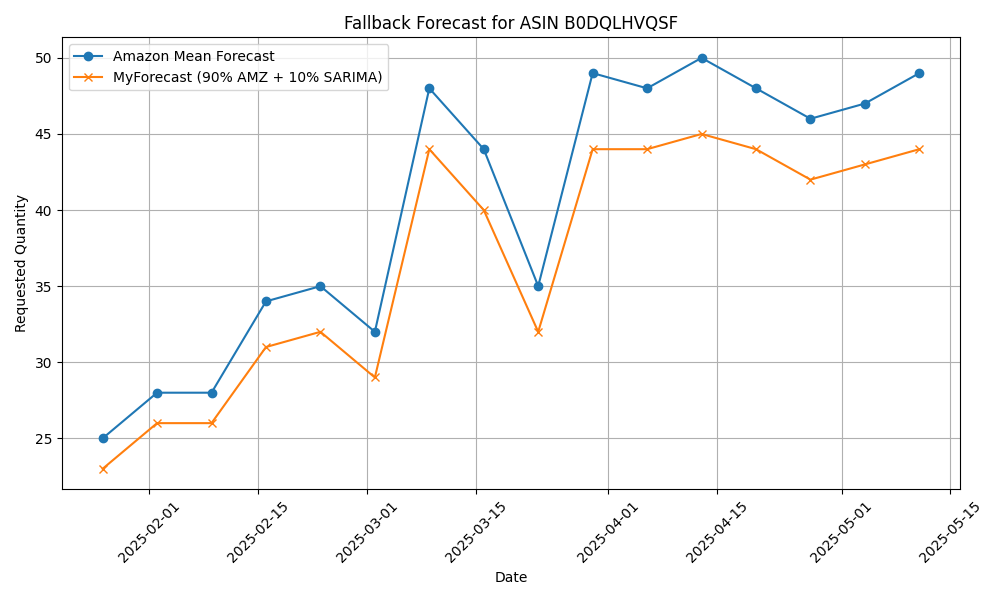 Fallback Forecast for ASIN B0DQLHVQSF
Amazon Mean Forecast
MyForecast (90% AMZ + 10% SARIMA)
Requested Quantity
50
45
40
35
30
25
2025-02-01
2025-02-15
2025-03-01
2025-03-15
2025-04-01
2025-04-15
2025-05-01
2025-05-15
Date